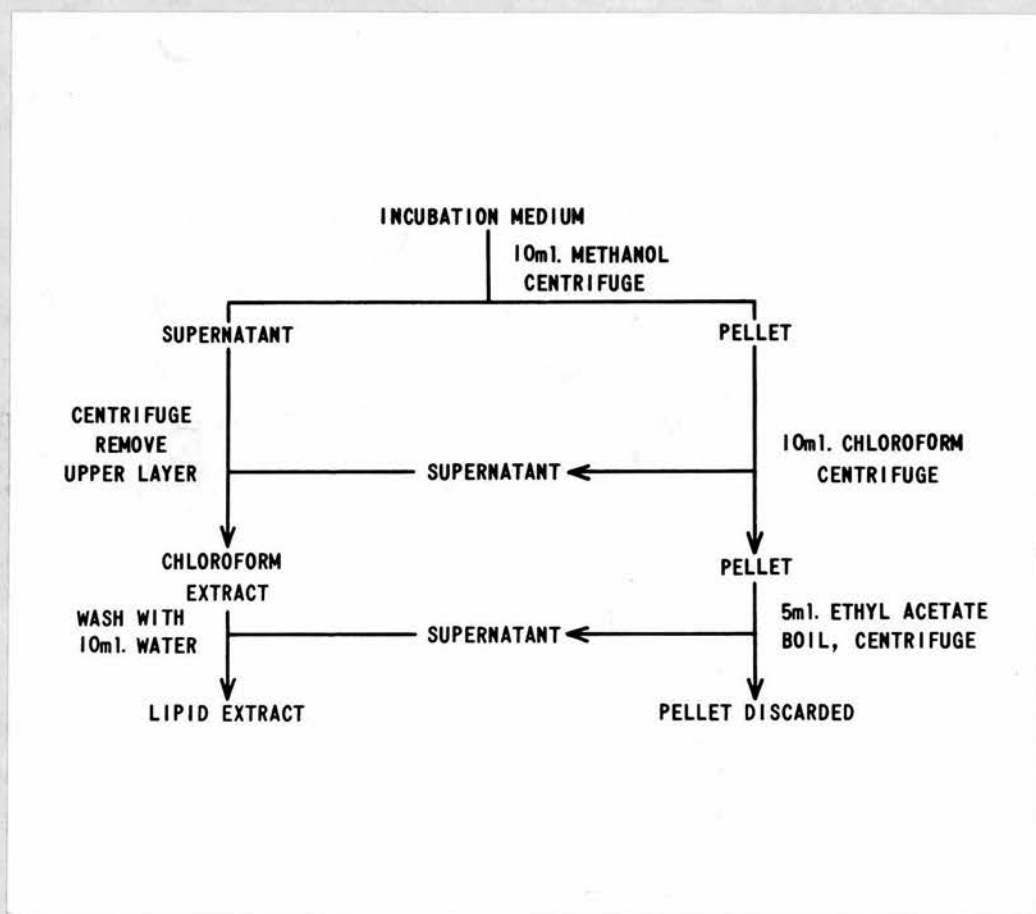 INCUBATION MEDIUM
10ml. METHANOL
CENTRIFUGE
SUPERNATANT
PELLET
CENTRIFUGE
REMOVE
UPPER LAYER
SUPERNATANT
10ml. CHLOROFORM
CENTRIFUGE
CHLOROFORM
EXTRACT
PELLET
WASH WITH
10ml. WATER
SUPERNATANT
5ml. ETHYL ACETATE
BOIL, CENTRIFUGE
LIPID EXTRACT
PELLET DISCARDED